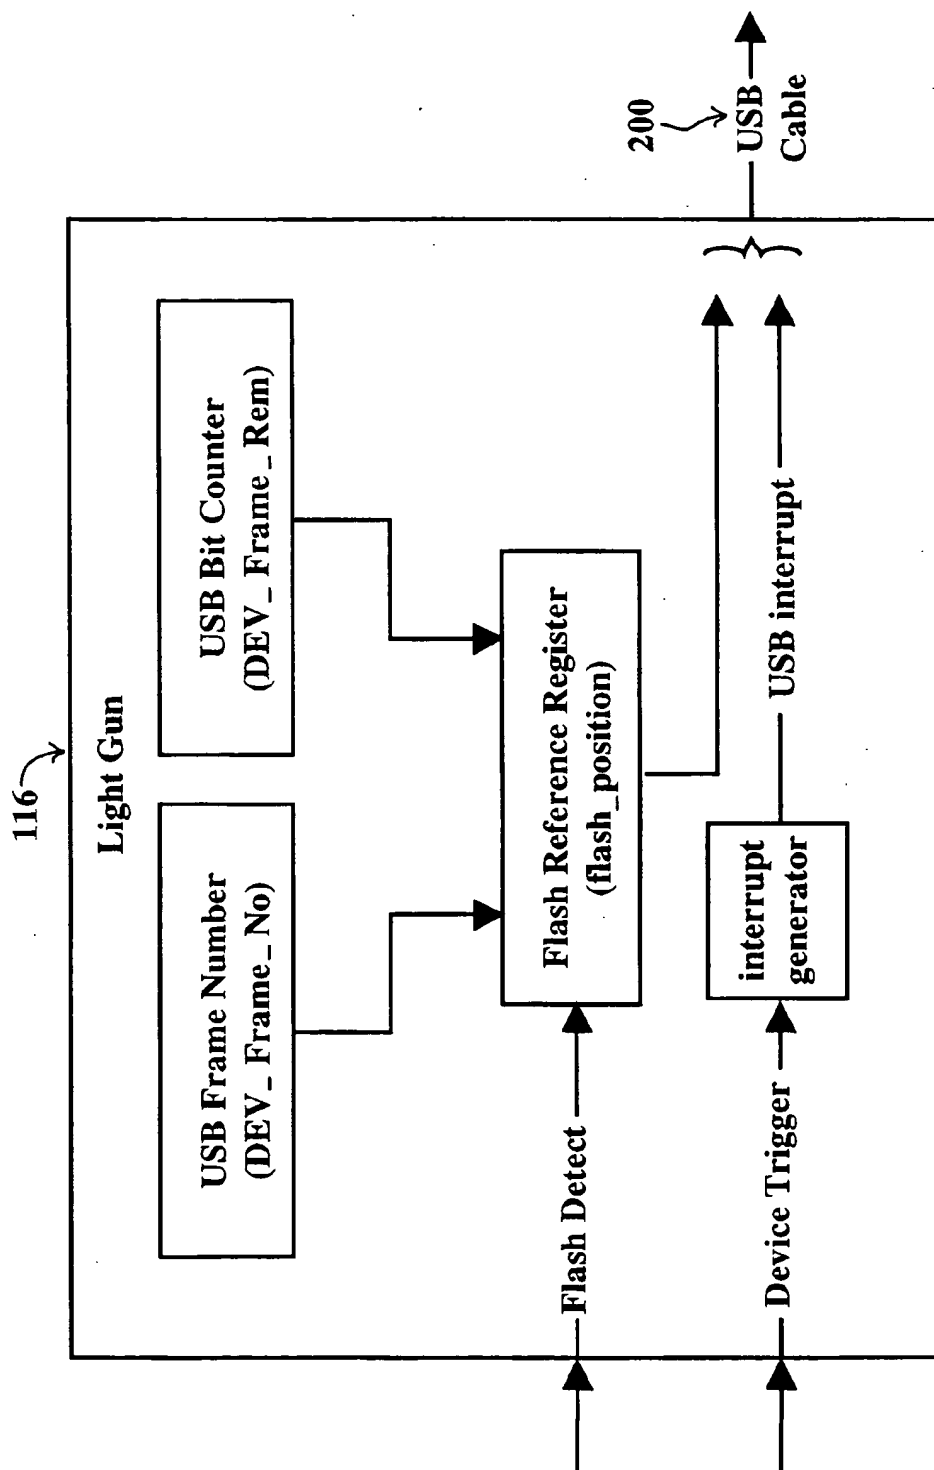 116
Light Gun
USB Frame Number
(DEV_Frame_No)
USB Bit Counter
(DEV_Frame_Rem)
Flash Detect
Flash Reference Register
(flash_position)
Device Trigger
interrupt
generator
USB interrupt
200
USB
Cable